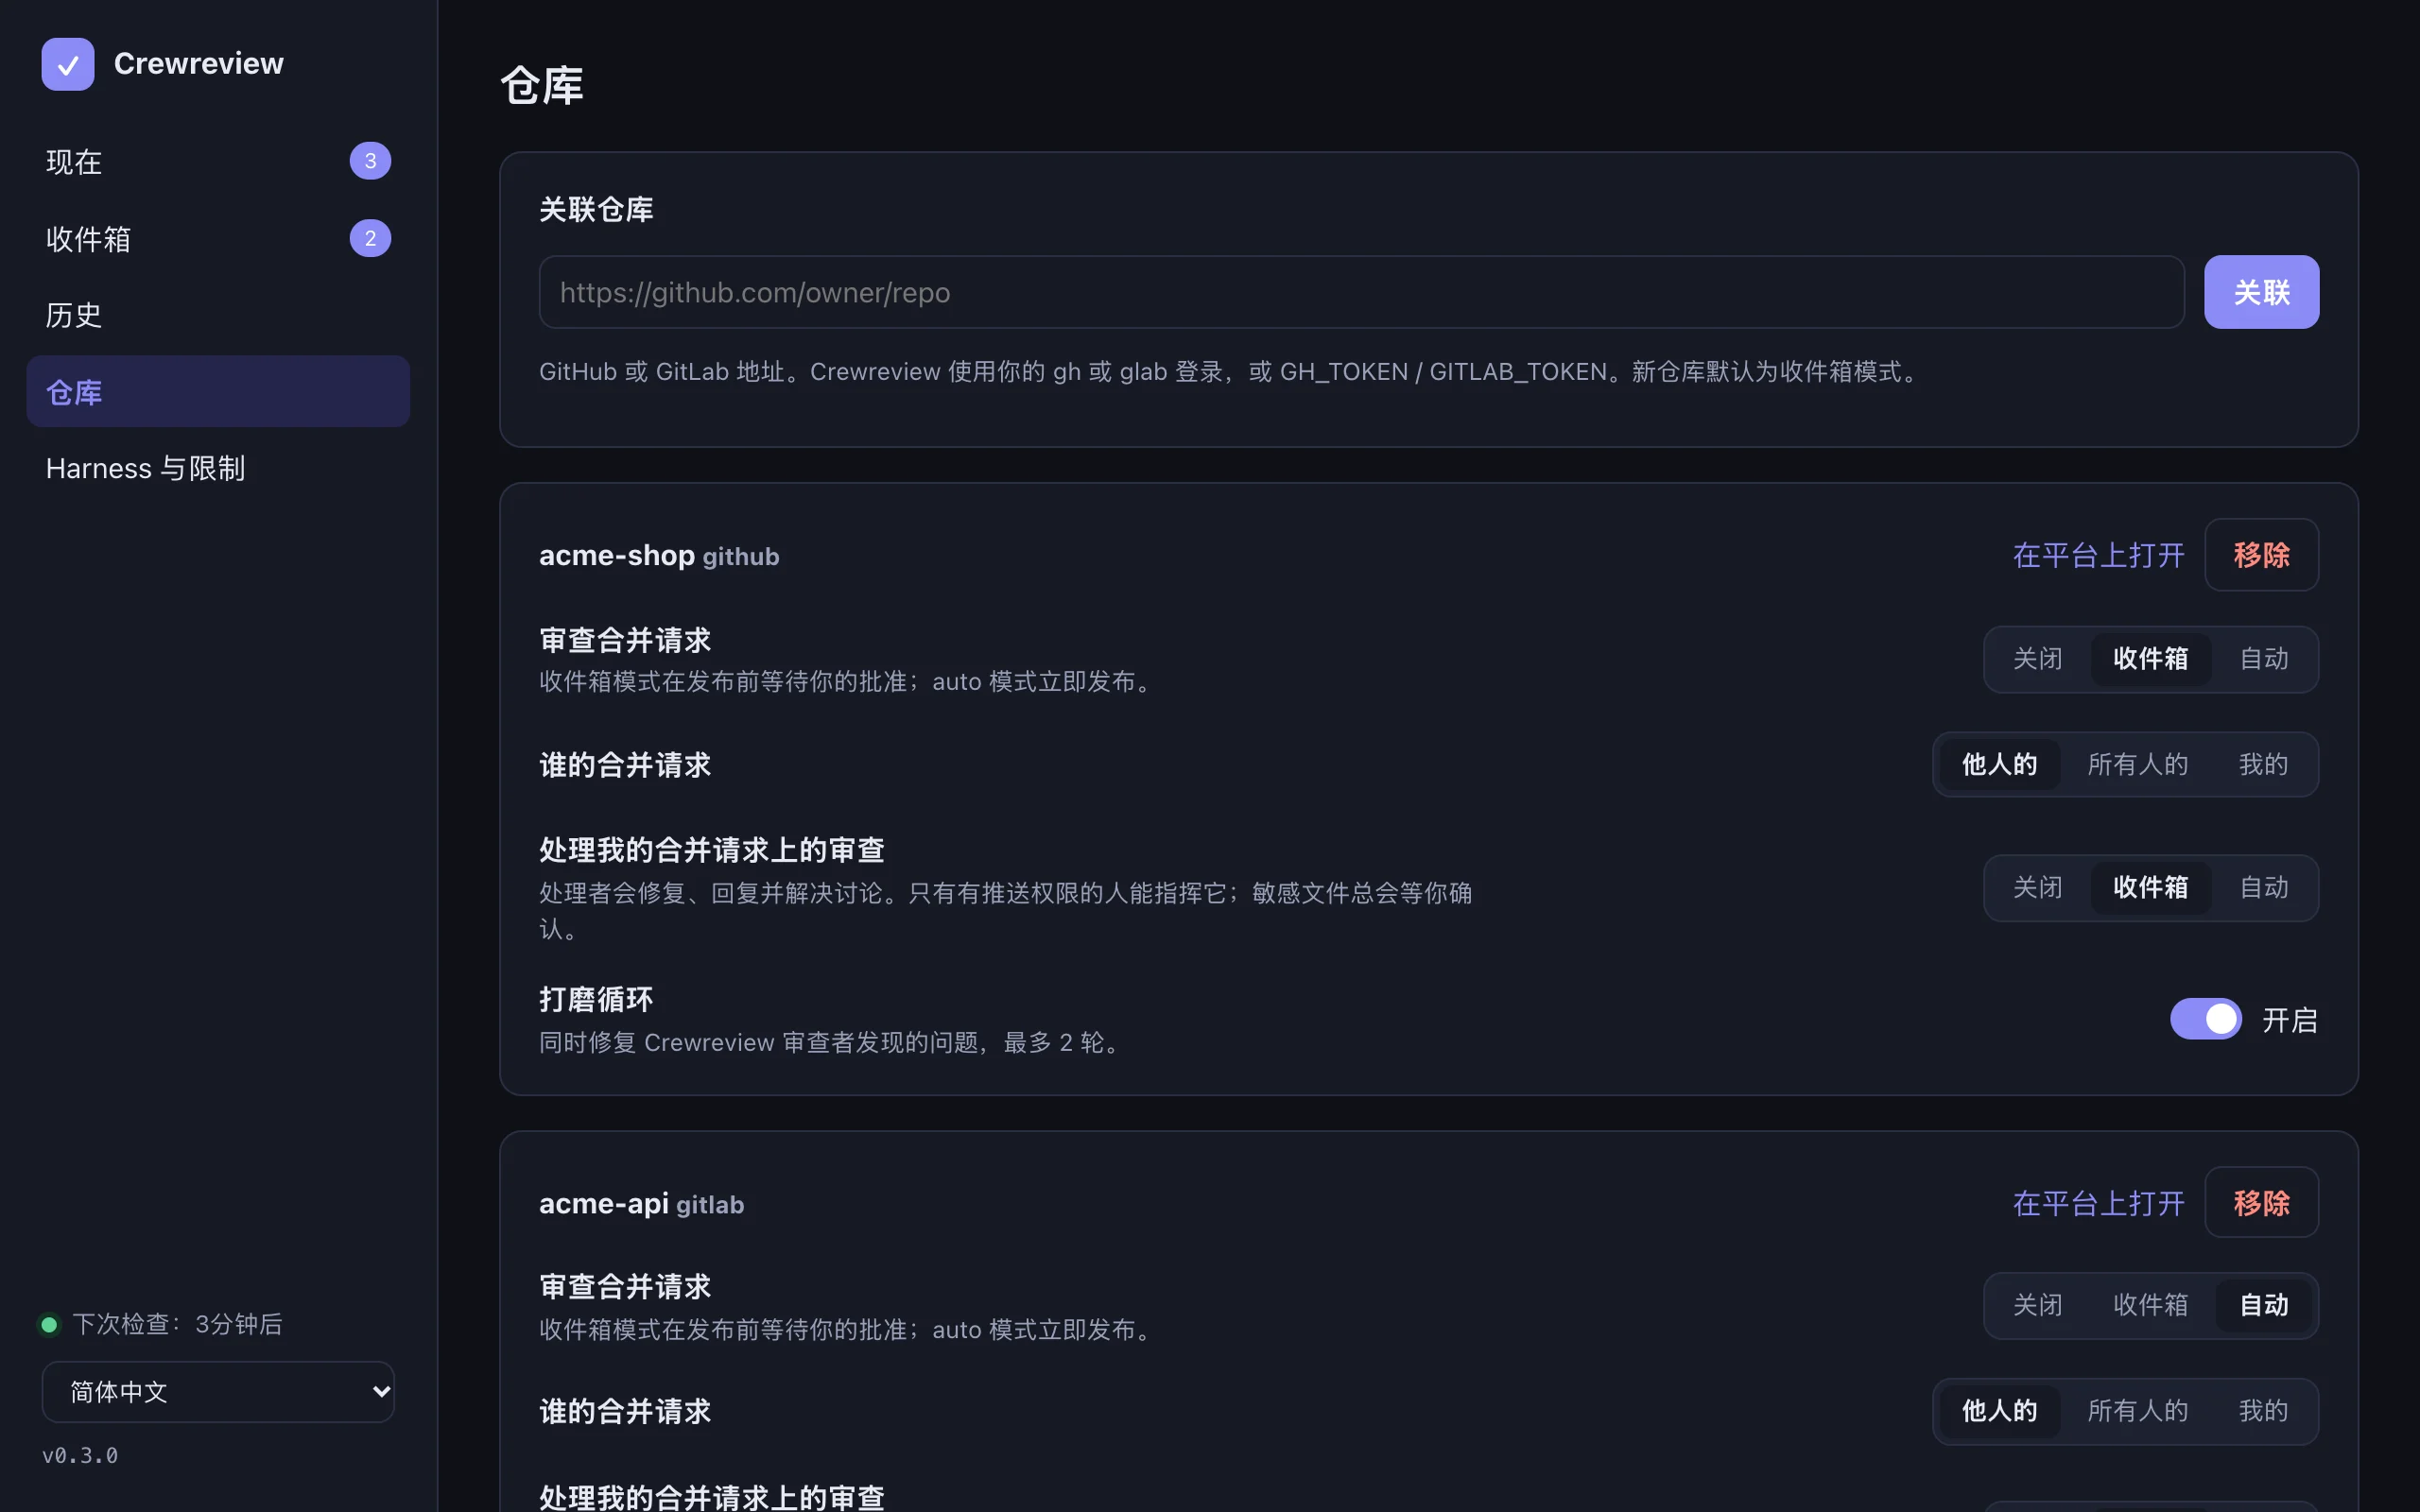 Crewreview
现在
3
收件箱
2
历史
仓库
Harness 与限制
下次检查：3分钟后
简体中文
v0.3.0
仓库
关联仓库
https://github.com/owner/repo
关联
GitHub 或 GitLab 地址。Crewreview 使用你的 gh 或 glab 登录，或 GH_TOKEN / GITLAB_TOKEN。新仓库默认为收件箱模式。
acme-shop github
在平台上打开
移除
审查合并请求
收件箱模式在发布前等待你的批准；auto 模式立即发布。
关闭 收件箱 自动
谁的合并请求
他人的 所有人的 我的
处理我的合并请求上的审查
处理者会修复、回复并解决讨论。只有有推送权限的人能指挥它；敏感文件总会等你确
认。
关闭 收件箱 自动
打磨循环
同时修复 Crewreview 审查者发现的问题，最多 2 轮。
开启
acme-api gitlab
在平台上打开
移除
审查合并请求
收件箱模式在发布前等待你的批准；auto 模式立即发布。
关闭 收件箱 自动
谁的合并请求
他人的 所有人的 我的
处理我的合并请求上的审查